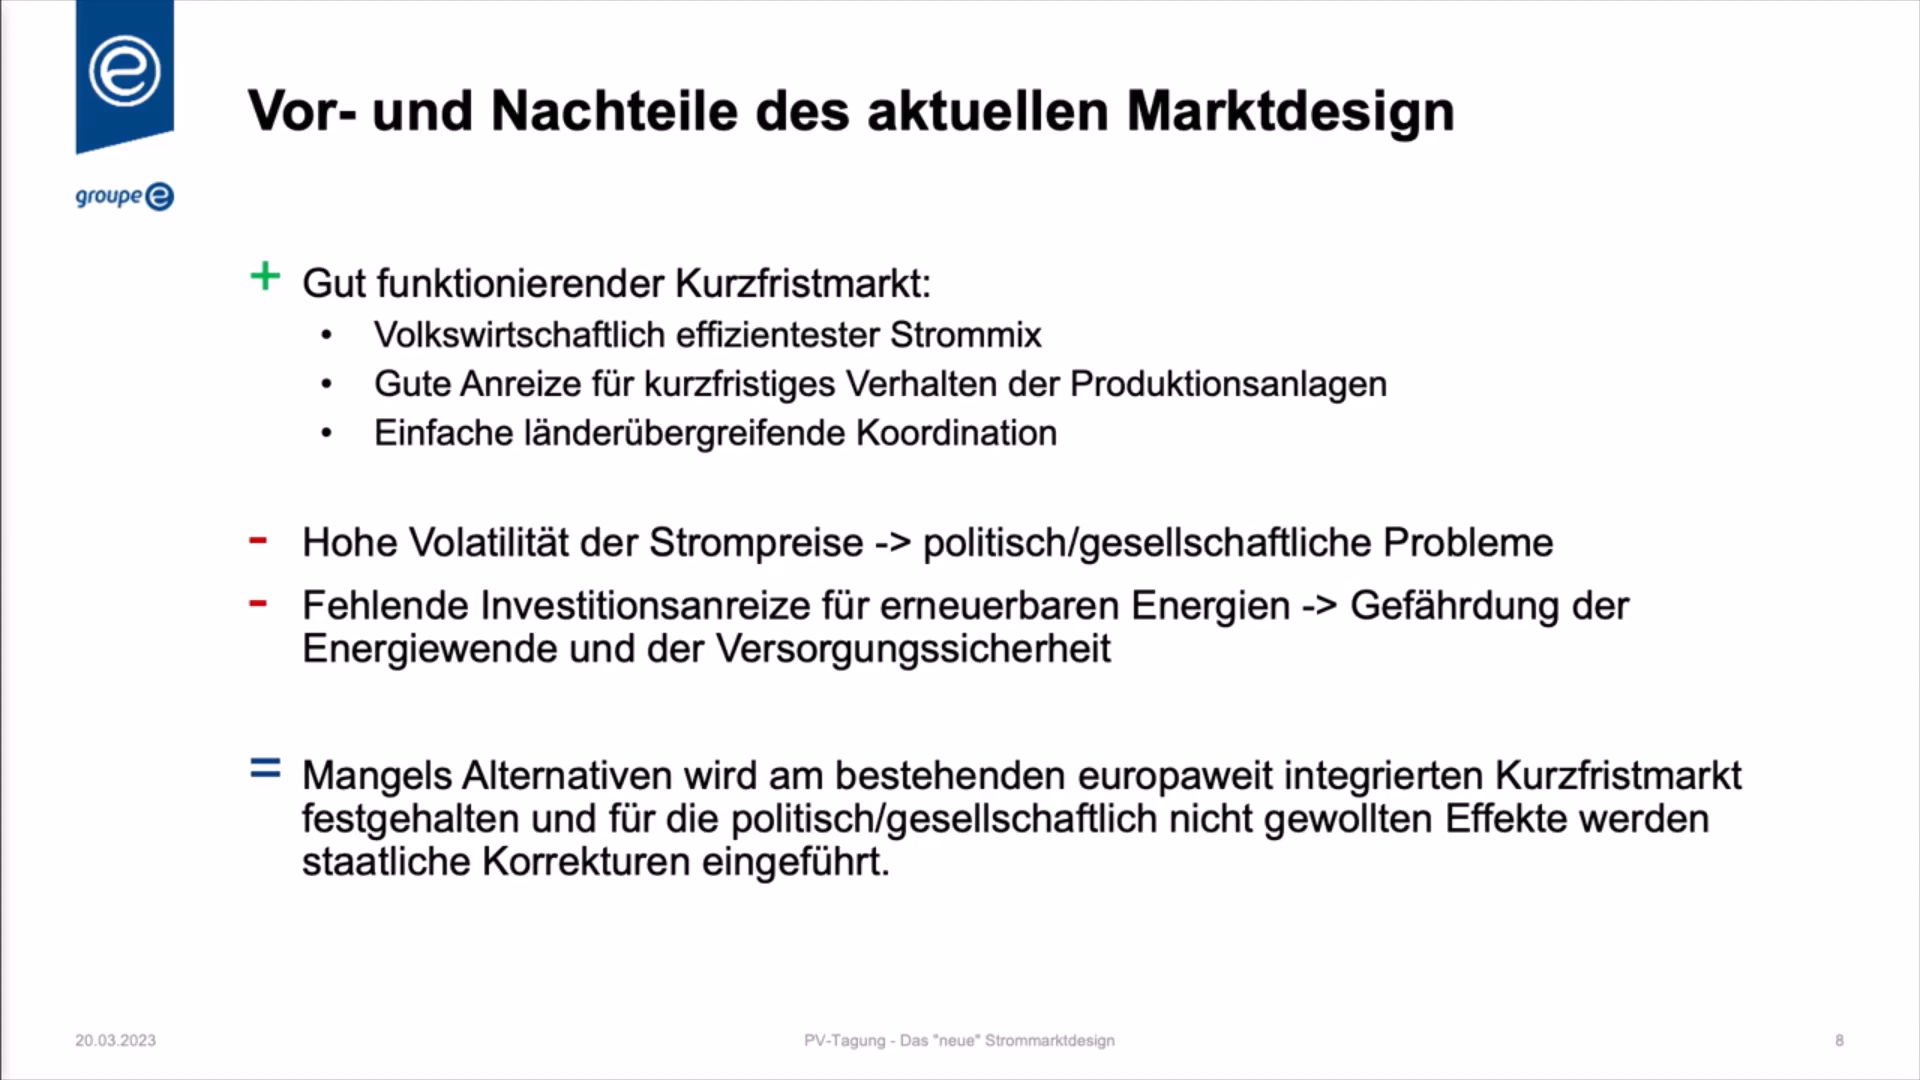 Vor- und Nachteile des aktuellen Marktdesign
groupe e
+ Gut funktionierender Kurzfristmarkt:
• Volkswirtschaftlich effizientester Strommix
• Gute Anreize für kurzfristiges Verhalten der Produktionsanlagen
• Einfache länderübergreifende Koordination
- Hohe Volatilität der Strompreise -> politisch/gesellschaftliche Probleme
- Fehlende Investitionsanreize für erneuerbaren Energien -> Gefährdung der
Energiewende und der Versorgungssicherheit
= Mangels Alternativen wird am bestehenden europaweit integrierten Kurzfristmarkt
festgehalten und für die politisch/gesellschaftlich nicht gewollten Effekte werden
staatliche Korrekturen eingeführt.
20.03.2023
PV-Tagung - Das "neue" Strommarktdesign
8